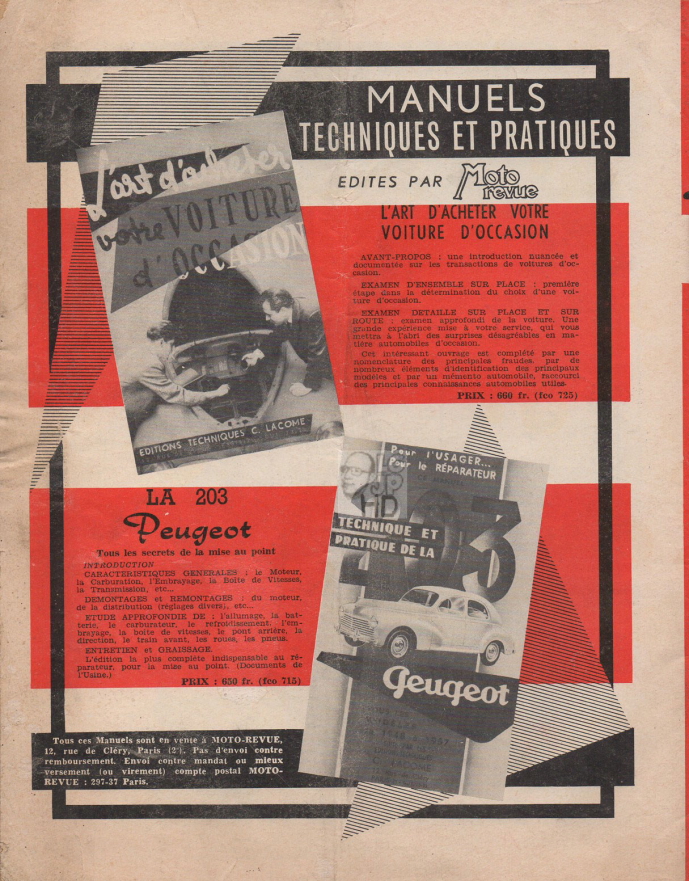 MANUELS
TECHNIQUES ET PRATIQUES
EDITES PAR Moto revue
L'art d'acheter
votre VOITURE
d'OCCASION
EDITIONS TECHNIQUES C. LACOME
L'ART D'ACHETER VOTRE
VOITURE D'OCCASION
AVANT-PROPOS : une introduction nuancée et
documentée sur les transactions de voitures d'oc-
casion.
EXAMEN D'ENSEMBLE SUR PLACE : première
étape dans la détermination du choix d'une voi-
ture d'occasion.
EXAMEN DETAILLE SUR PLACE ET SUR
ROUTE : examen approfondi de la voiture. Une
grande expérience mise à votre service, qui vous
mettra à l'abri des surprises désagréables en ma-
tière automobiles d'occasion.
Cet intéressant ouvrage est complété par une
nomenclature des principales fraudes, par de
nombreux éléments d'identification des principaux
modèles et par un mémento automobile, raccourci
des principales connaissances automobiles utiles.
PRIX : 660 fr. (fco 725)
LA 203
Peugeot
Tous les secrets de la mise au point
INTRODUCTION
CARACTERISTIQUES GENERALES : le Moteur,
la Carburation, l'Embrayage, la Boîte de Vitesses,
la Transmission, etc...
DEMONTAGES et REMONTAGES : du moteur,
de la distribution (réglages divers), etc...
ETUDE APPROFONDIE DE : l'allumage, la bat-
terie, le carburateur, le refroidissement, l'em-
brayage, la boîte de vitesses, le pont arrière, la
direction, le train avant, les roues, les pneus.
ENTRETIEN et GRAISSAGE.
L'édition la plus complète indispensable au ré-
parateur, pour la mise au point. (Documents de
l'Usine.)
PRIX : 650 fr. (fco 715)
Pour l'USAGER...
Pour le RÉPARATEUR
TECHNIQUE ET
PRATIQUE DE LA
203
Peugeot
Tous ces Manuels sont en vente à MOTO-REVUE,
12, rue de Cléry, Paris (2e). Pas d'envoi contre
remboursement. Envoi contre mandat ou mieux
versement (ou virement) compte postal MOTO-
REVUE : 297-37 Paris.